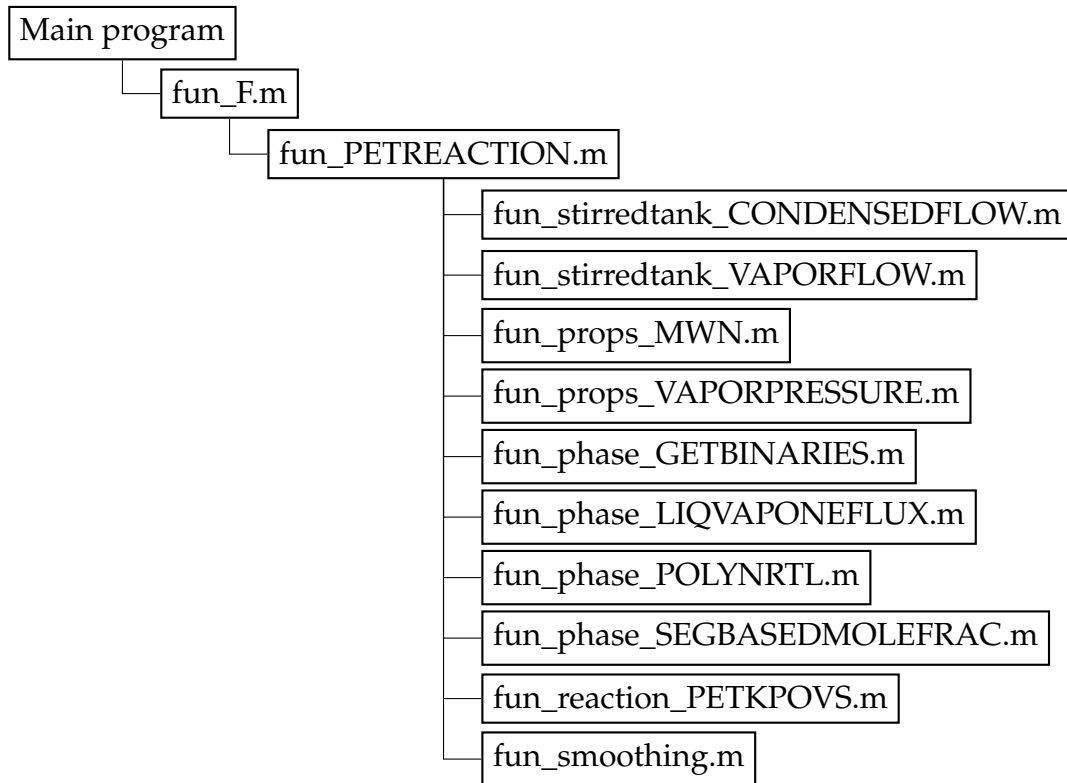 Main program
fun_F.m
fun_PETREACTION.m
fun_stirredtank_CONDENSEDFLOW.m
fun_stirredtank_VAPORFLOW.m
fun_props_MWN.m
fun_props_VAPORPRESSURE.m
fun_phase_GETBINARIES.m
fun_phase_LIQVAPONEFLUX.m
fun_phase_POLYNRTL.m
fun_phase_SEGBASEDMOLEFRAC.m
fun_reaction_PETKPOVS.m
fun_smoothing.m